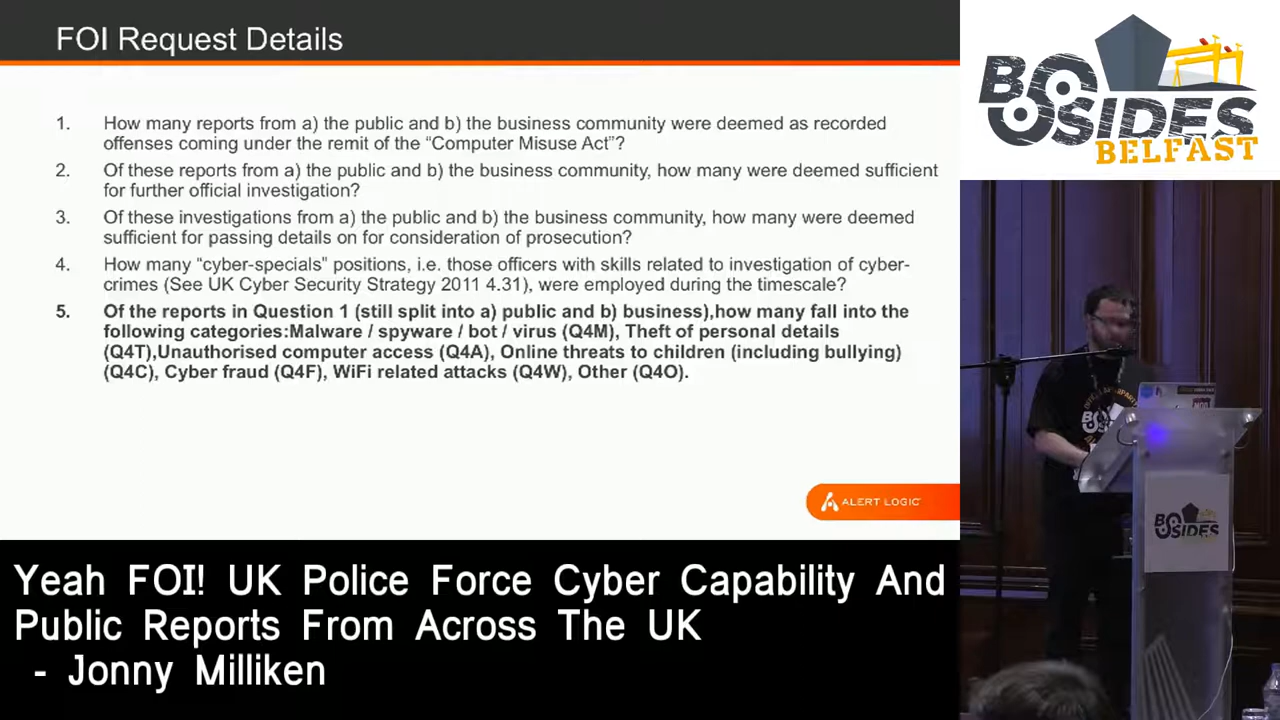 FOI Request Details
1. How many reports from a) the public and b) the business community were deemed as recorded
offenses coming under the remit of the “Computer Misuse Act”?
2. Of these reports from a) the public and b) the business community, how many were deemed sufficient
for further official investigation?
3. Of these investigations from a) the public and b) the business community, how many were deemed
sufficient for passing details on for consideration of prosecution?
4. How many “cyber-specials” positions, i.e. those officers with skills related to investigation of cyber-
crimes (See UK Cyber Security Strategy 2011 4.31), were employed during the timescale?
5. Of the reports in Question 1 (still split into a) public and b) business),how many fall into the
following categories:Malware / spyware / bot / virus (Q4M), Theft of personal details
(Q4T),Unauthorised computer access (Q4A), Online threats to children (including bullying)
(Q4C), Cyber fraud (Q4F), WiFi related attacks (Q4W), Other (Q4O).
ALERT LOGIC
BSIDES
BELFAST
BSIDES
Yeah FOI! UK Police Force Cyber Capability And
Public Reports From Across The UK
- Jonny Milliken